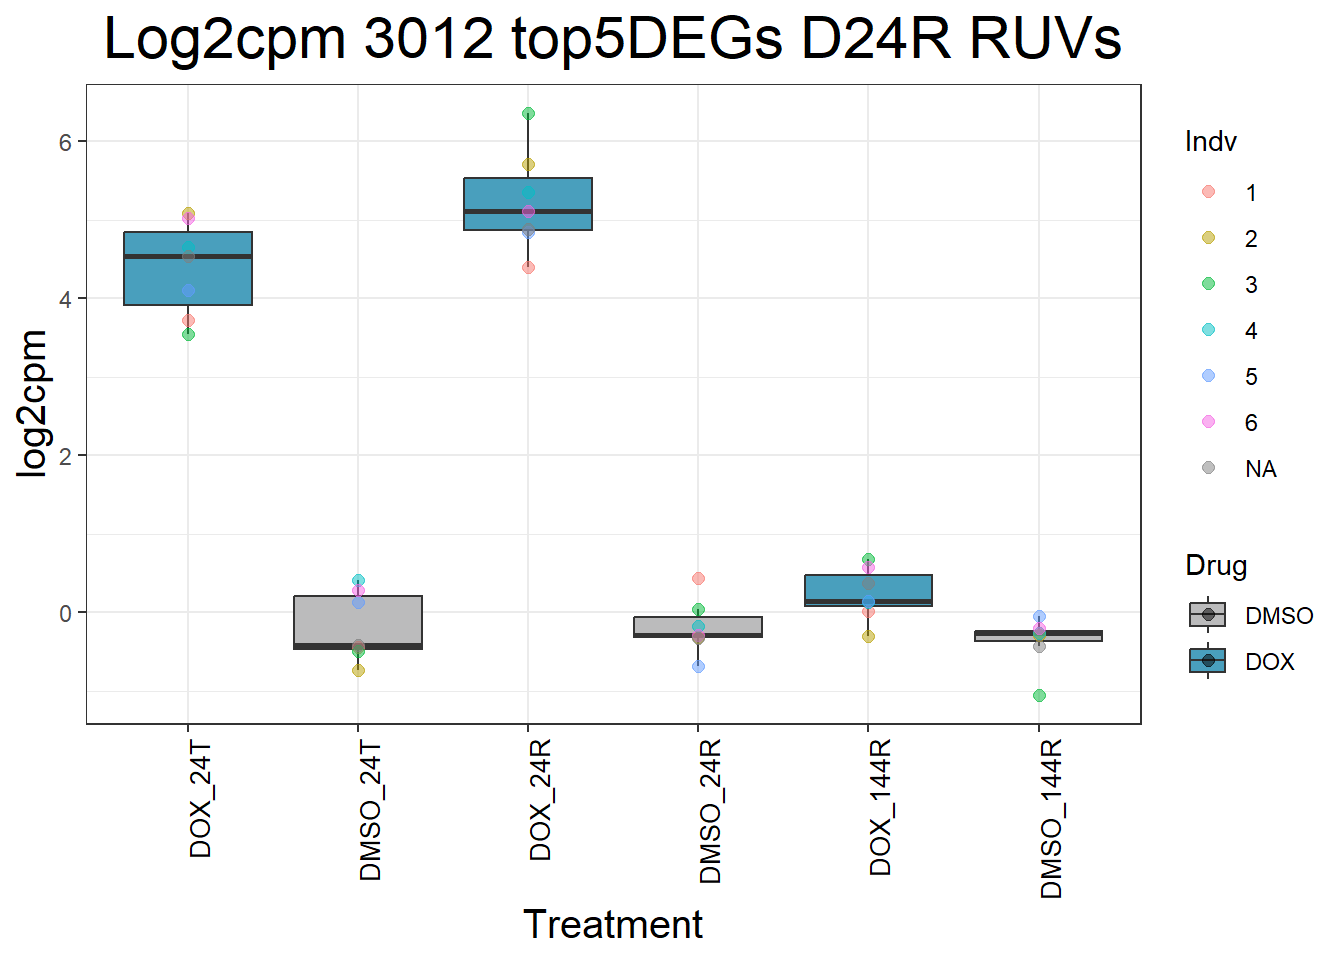 Log2cpm 3012 top5DEGs D24R RUVs
log2cpm
6
4
2
0
DOX_24T
DMSO_24T
DOX_24R
DMSO_24R
DOX_144R
DMSO_144R
Treatment
Indv
1
2
3
4
5
6
NA
Drug
DMSO
DOX